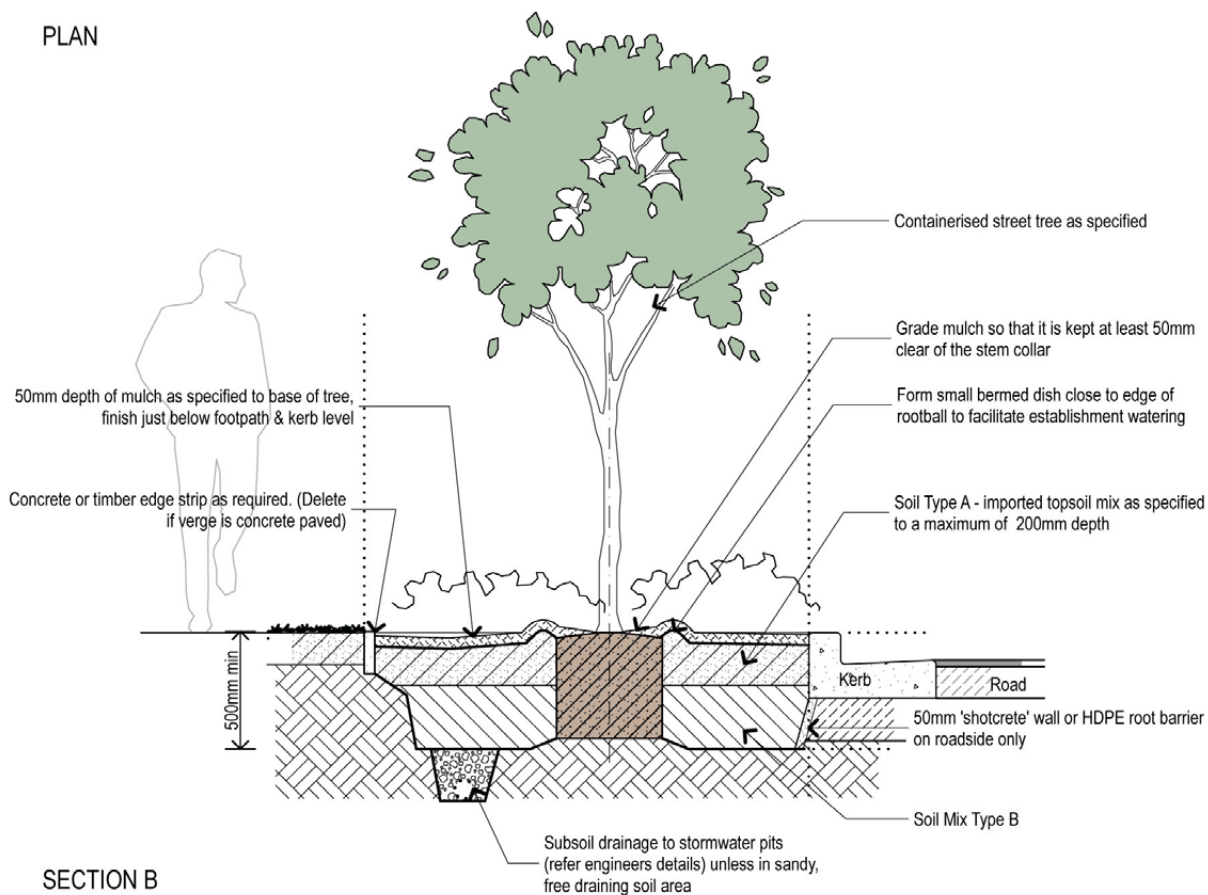 PLAN
Containerised street tree as specified
Grade mulch so that it is kept at least 50mm
clear of the stem collar
50mm depth of mulch as specified to base of tree,
finish just below footpath & kerb level
Form small bermed dish close to edge of
rootball to facilitate establishment watering
Concrete or timber edge strip as required. (Delete
if verge is concrete paved)
Soil Type A - imported topsoil mix as specified
to a maximum of 200mm depth
500mm min
Kerb
Road
50mm 'shotcrete' wall or HDPE root barrier
on roadside only
Soil Mix Type B
Subsoil drainage to stormwater pits
(refer engineers details) unless in sandy,
free draining soil area
SECTION B